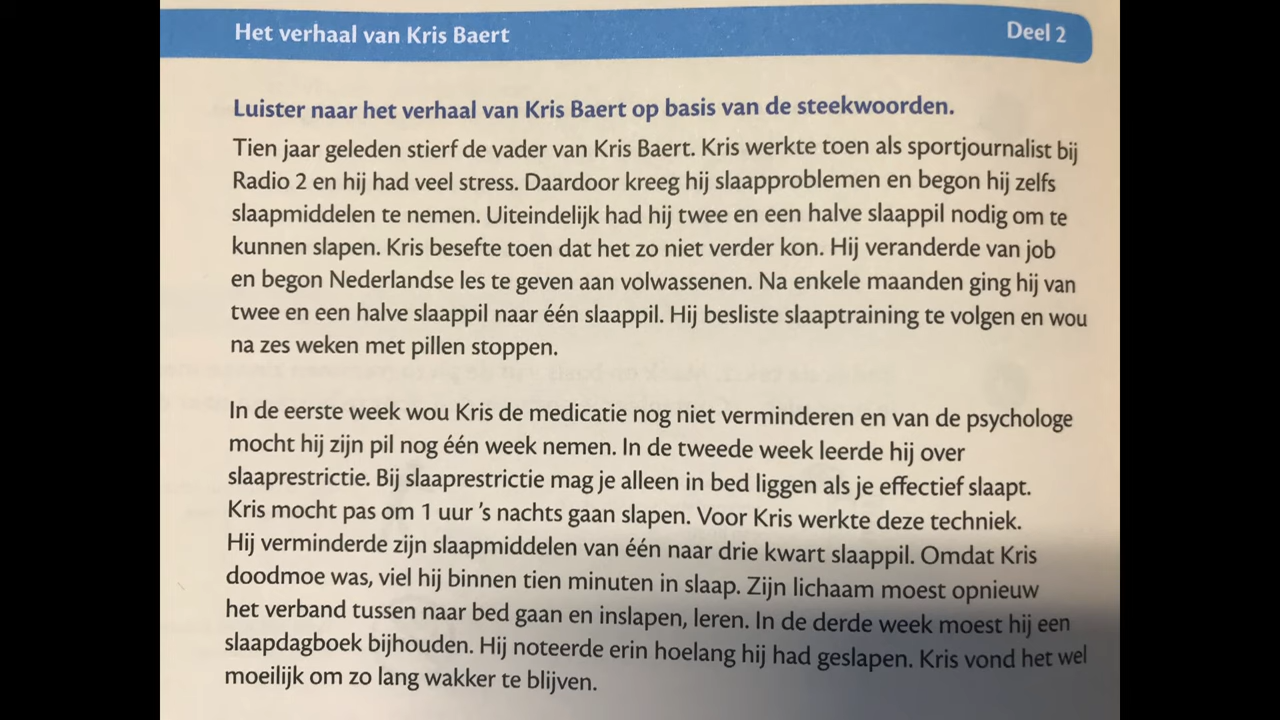 Het verhaal van Kris Baert Deel 2
Luister naar het verhaal van Kris Baert op basis van de steekwoorden.
Tien jaar geleden stierf de vader van Kris Baert. Kris werkte toen als sportjournalist bij
Radio 2 en hij had veel stress. Daardoor kreeg hij slaapproblemen en begon hij zelfs
slaapmiddelen te nemen. Uiteindelijk had hij twee en een halve slaappil nodig om te
kunnen slapen. Kris besefte toen dat het zo niet verder kon. Hij veranderde van job
en begon Nederlandse les te geven aan volwassenen. Na enkele maanden ging hij van
twee en een halve slaappil naar één slaappil. Hij besliste slaaptraining te volgen en wou
na zes weken met pillen stoppen.
In de eerste week wou Kris de medicatie nog niet verminderen en van de psychologe
mocht hij zijn pil nog één week nemen. In de tweede week leerde hij over
slaaprestrictie. Bij slaaprestrictie mag je alleen in bed liggen als je effectief slaapt.
Kris mocht pas om 1 uur 's nachts gaan slapen. Voor Kris werkte deze techniek.
Hij verminderde zijn slaapmiddelen van één naar drie kwart slaappil. Omdat Kris
doodmoe was, viel hij binnen tien minuten in slaap. Zijn lichaam moest opnieuw
het verband tussen naar bed gaan en inslapen, leren. In de derde week moest hij een
slaapdagboek bijhouden. Hij noteerde erin hoelang hij had geslapen. Kris vond het wel
moeilijk om zo lang wakker te blijven.